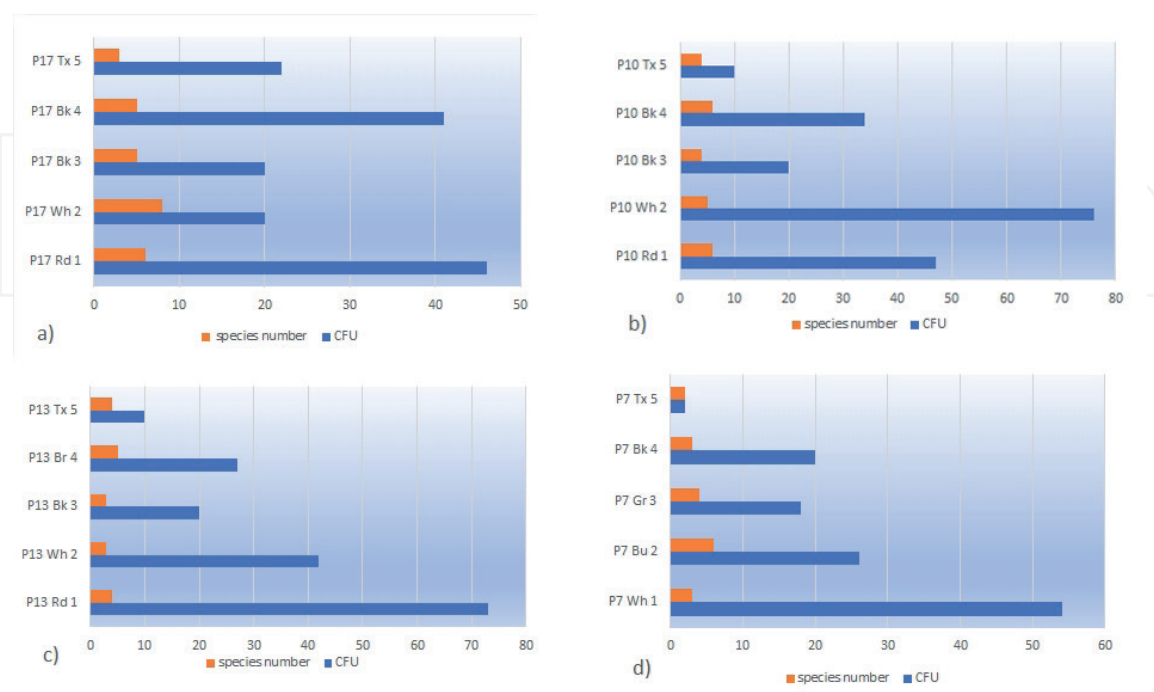 P17 Tx 5
P17 Bk 4
P17 Bk 3
P17 Wh 2
P17 Rd 1
0 10 20 30 40 50
a)
species number CFU
P10 Tx 5
P10 Bk 4
P10 Bk 3
P10 Wh 2
P10 Rd 1
0 10 20 30 40 50 60 70 80
b)
species number CFU
P13 Tx 5
P13 Br 4
P13 Bk 3
P13 Wh 2
P13 Rd 1
0 10 20 30 40 50 60 70 80
c)
species number CFU
P7 Tx 5
P7 Bk 4
P7 Gr 3
P7 Bu 2
P7 Wh 1
0 10 20 30 40 50 60
d)
species number CFU